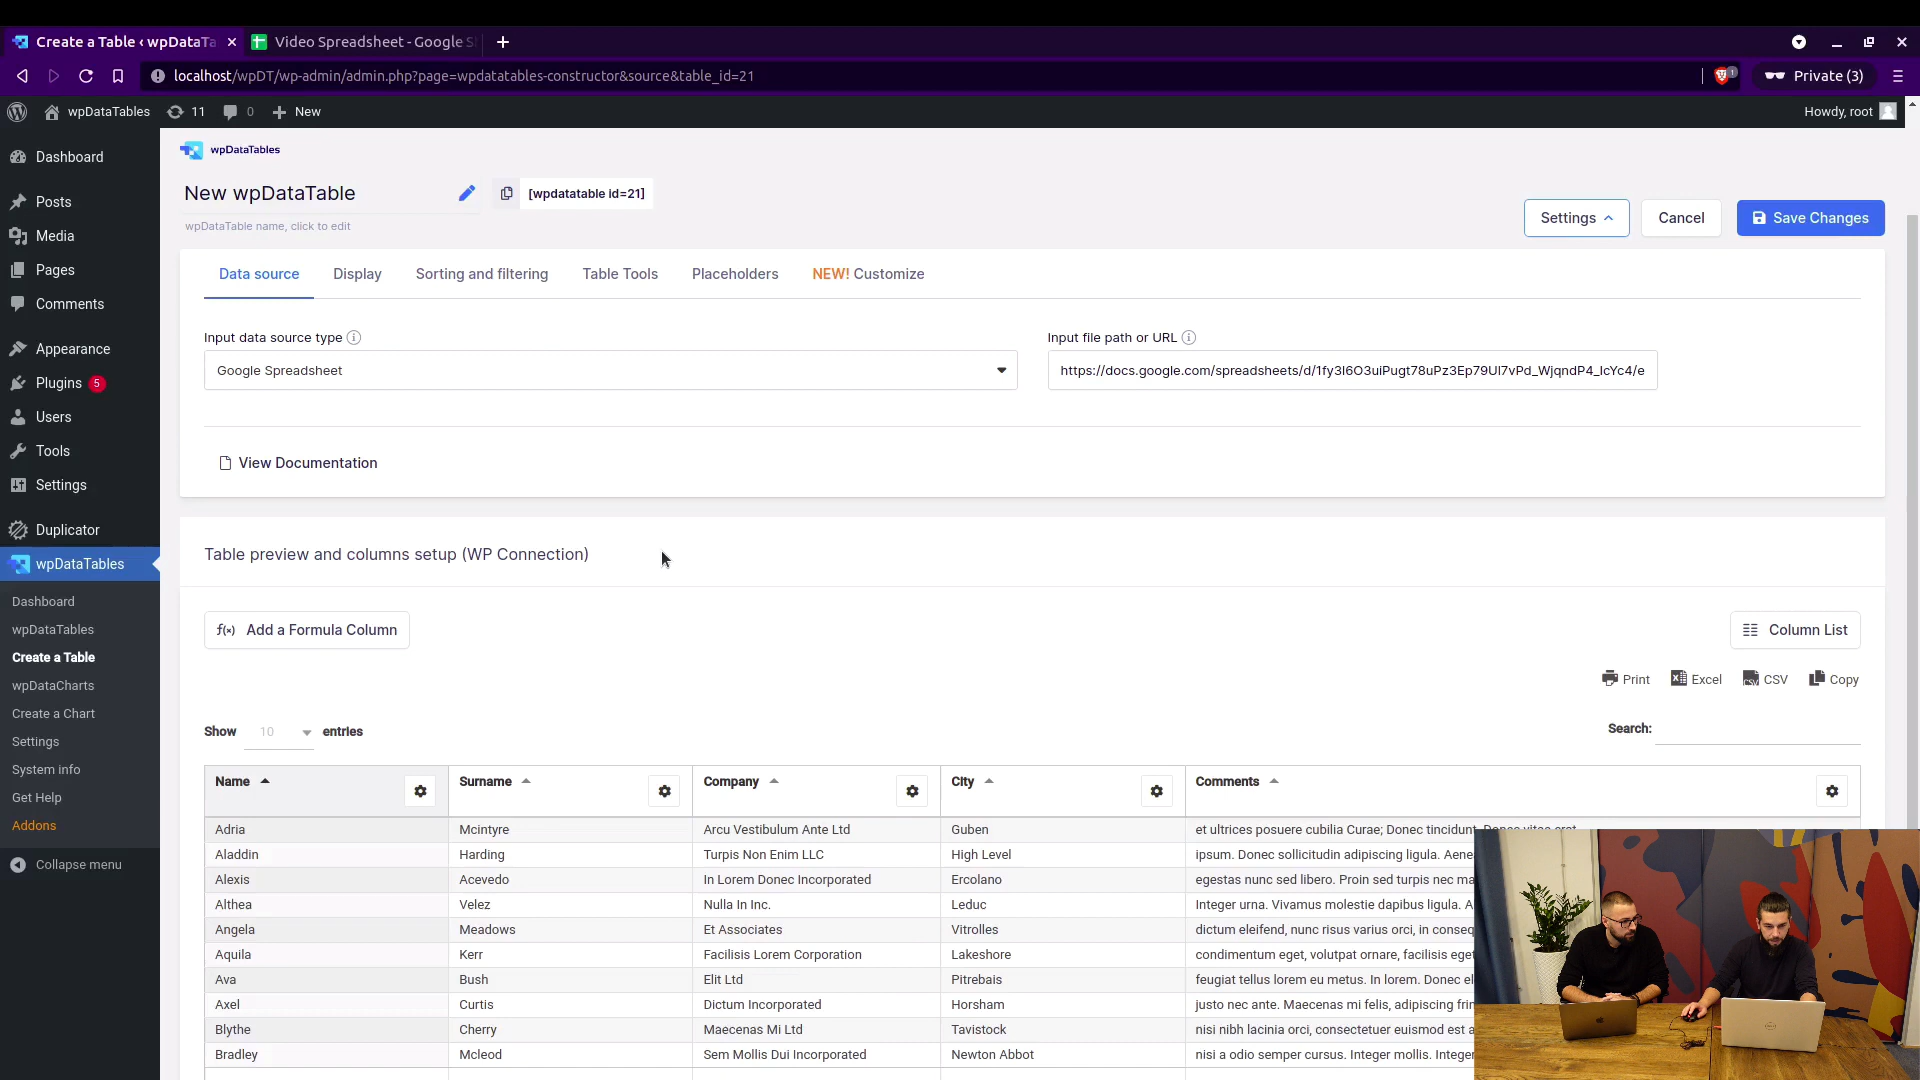 Create a Table ‹ wpDataTa
Video Spreadsheet - Google S
localhost/wpDT/wp-admin/admin.php?page=wpdatatables-constructor&source&table_id=21
1
Private (3)
wpDataTables
11
0
New
Howdy, root
Dashboard
Posts
Media
Pages
Comments
Appearance
Plugins 5
Users
Tools
Settings
Duplicator
wpDataTables
Dashboard
wpDataTables
Create a Table
wpDataCharts
Create a Chart
Settings
System info
Get Help
Addons
Collapse menu
wpDataTables
New wpDataTable
[wpdatatable id=21]
wpDataTable name, click to edit
Settings
Cancel
Save Changes
Data source
Display
Sorting and filtering
Table Tools
Placeholders
NEW! Customize
Input data source type
Input file path or URL
Google Spreadsheet
https://docs.google.com/spreadsheets/d/1fy3I6O3uiPugt78uPz3Ep79UI7vPd_WjqndP4_IcYc4/e
View Documentation
Table preview and columns setup (WP Connection)
f(x) Add a Formula Column
Column List
Print
Excel
CSV
Copy
Show 10 entries
Search:
Name Surname Company City Comments
Adria Mcintyre Arcu Vestibulum Ante Ltd Guben et ultrices posuere cubilia Curae; Donec tincidunt. Donec vitae erat
Aladdin Harding Turpis Non Enim LLC High Level ipsum. Donec sollicitudin adipiscing ligula. Aene
Alexis Acevedo In Lorem Donec Incorporated Ercolano egestas nunc sed libero. Proin sed turpis nec ma
Althea Velez Nulla In Inc. Leduc Integer urna. Vivamus molestie dapibus ligula. A
Angela Meadows Et Associates Vitrolles dictum eleifend, nunc risus varius orci, in conseq
Aquila Kerr Facilisis Lorem Corporation Lakeshore condimentum eget, volutpat ornare, facilisis eget
Ava Bush Elit Ltd Pitrebais feugiat tellus lorem eu metus. In lorem. Donec el
Axel Curtis Dictum Incorporated Horsham justo nec ante. Maecenas mi felis, adipiscing frin
Blythe Cherry Maecenas Mi Ltd Tavistock nisi nibh lacinia orci, consectetuer euismod est a
Bradley Mcleod Sem Mollis Dui Incorporated Newton Abbot nisi a odio semper cursus. Integer mollis. Integer